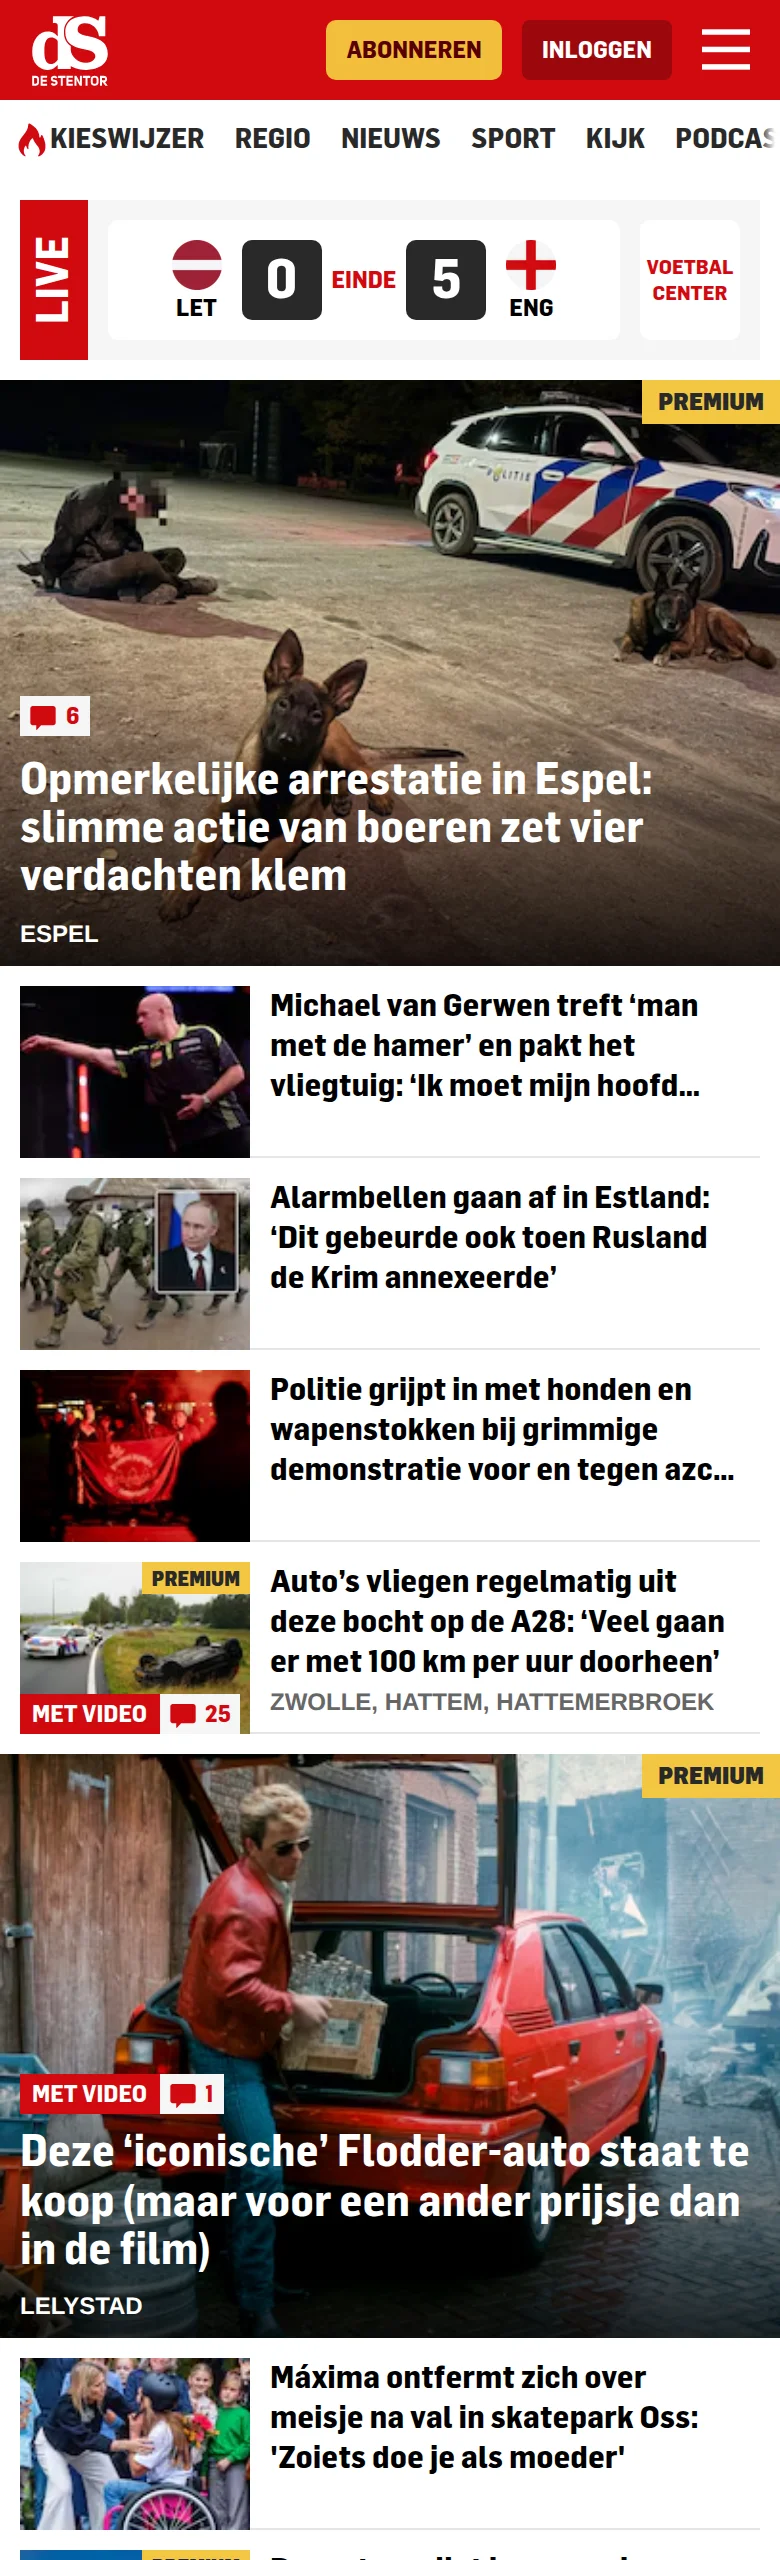 dS
DE STENTOR
ABONNEREN
INLOGGEN
KIESWIJZER REGIO NIEUWS SPORT KIJK PODCAS
LIVE
LET
0
EINDE
5
ENG
VOETBAL
CENTER
PREMIUM
POLITIE
6
Opmerkelijke arrestatie in Espel:
slimme actie van boeren zet vier
verdachten klem
ESPEL
Michael van Gerwen treft ‘man
met de hamer’ en pakt het
vliegtuig: ‘Ik moet mijn hoofd...
Alarmbellen gaan af in Estland:
‘Dit gebeurde ook toen Rusland
de Krim annexeerde’
Politie grijpt in met honden en
wapenstokken bij grimmige
demonstratie voor en tegen azc...
PREMIUM
MET VIDEO
25
Auto’s vliegen regelmatig uit
deze bocht op de A28: ‘Veel gaan
er met 100 km per uur doorheen’
ZWOLLE, HATTEM, HATTEMERBROEK
PREMIUM
MET VIDEO
1
Deze ‘iconische’ Flodder-auto staat te
koop (maar voor een ander prijsje dan
in de film)
LELYSTAD
Máxima ontfermt zich over
meisje na val in skatepark Oss:
'Zoiets doe je als moeder'